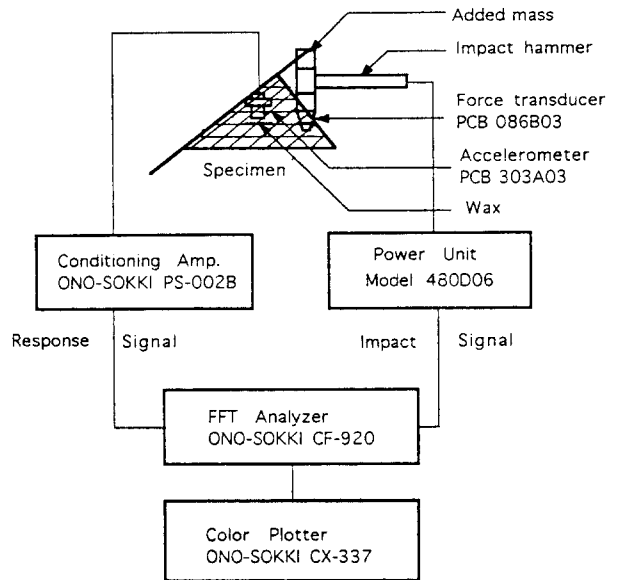 Added mass
Impact hammer
Force transducer
PCB 086B03
Accelerometer
PCB 303A03
Specimen
Wax
Conditioning Amp.
ONO-SOKKI PS-002B
Power Unit
Model 480D06
Response Signal
Impact Signal
FFT Analyzer
ONO-SOKKI CF-920
Color Plotter
ONO-SOKKI CX-337